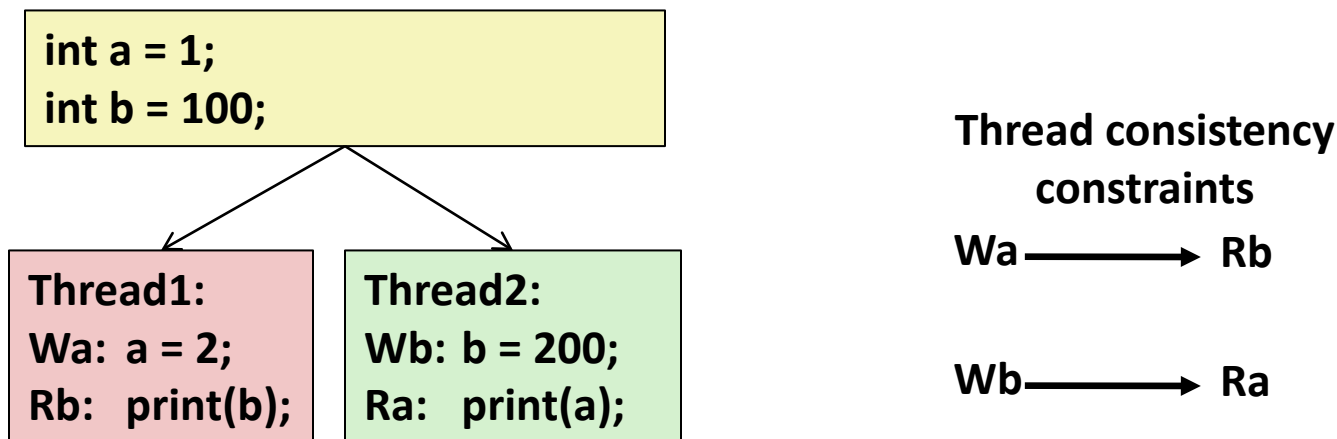 int a = 1;
int b = 100;
Thread1:
Wa: a = 2;
Rb: print(b);
Thread2:
Wb: b = 200;
Ra: print(a);
Thread consistency
constraints
Wa Rb
Wb Ra